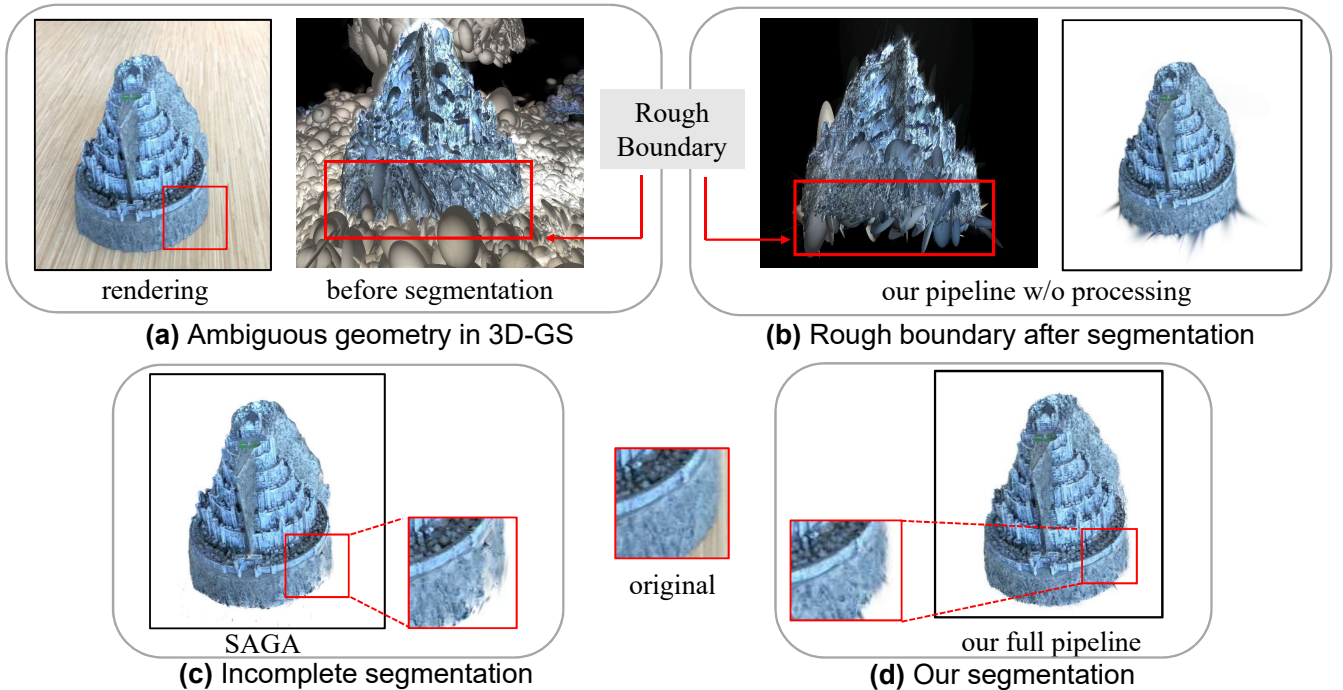 Rough
Boundary
rendering
before segmentation
our pipeline w/o processing
(a) Ambiguous geometry in 3D-GS
(b) Rough boundary after segmentation
original
SAGA
our full pipeline
(c) Incomplete segmentation
(d) Our segmentation